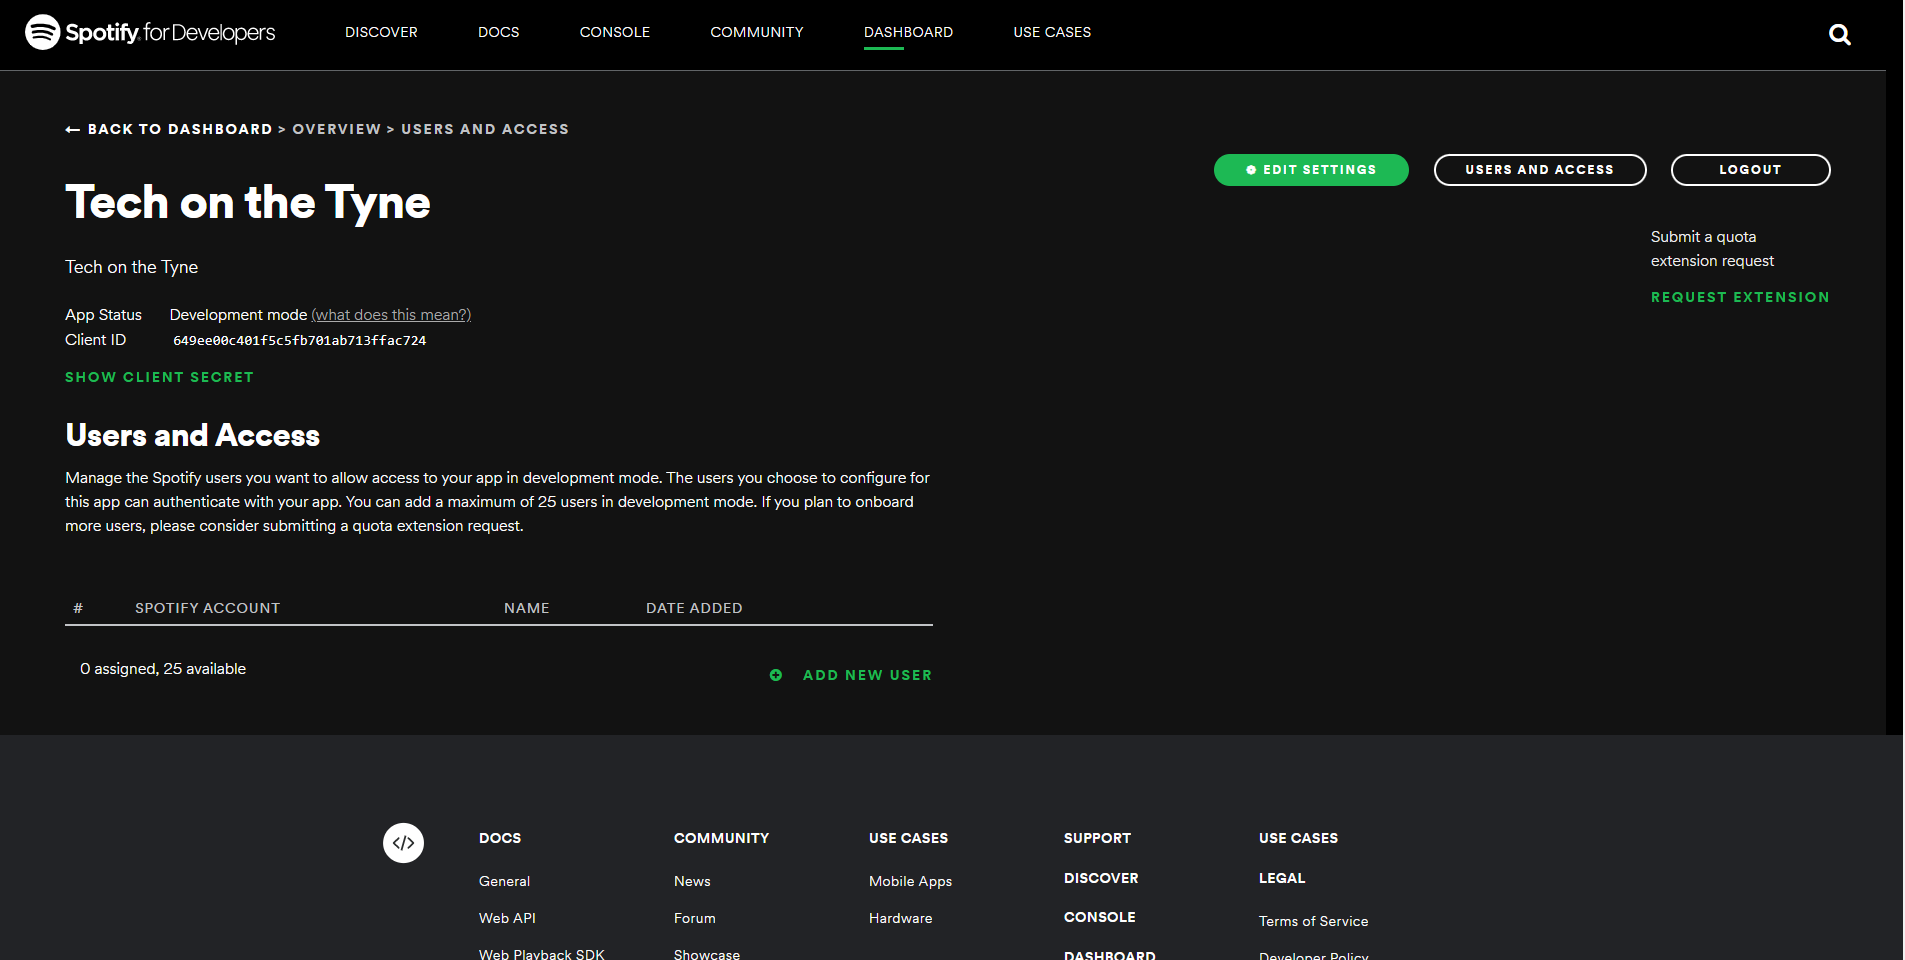 Spotify for Developers
DISCOVER
DOCS
CONSOLE
COMMUNITY
DASHBOARD
USE CASES
← BACK TO DASHBOARD > OVERVIEW > USERS AND ACCESS
EDIT SETTINGS
USERS AND ACCESS
LOGOUT
Tech on the Tyne
Submit a quota
extension request
REQUEST EXTENSION
Tech on the Tyne
App Status Development mode (what does this mean?)
Client ID 649ee00c401f5c5fb701ab713ffac724
SHOW CLIENT SECRET
Users and Access
Manage the Spotify users you want to allow access to your app in development mode. The users you choose to configure for
this app can authenticate with your app. You can add a maximum of 25 users in development mode. If you plan to onboard
more users, please consider submitting a quota extension request.
# SPOTIFY ACCOUNT NAME DATE ADDED
0 assigned, 25 available
ADD NEW USER
</>
DOCS
General
Web API
Web Playback SDK
COMMUNITY
News
Forum
Showcase
USE CASES
Mobile Apps
Hardware
SUPPORT
DISCOVER
CONSOLE
DASHBOARD
USE CASES
LEGAL
Terms of Service
Developer Policy